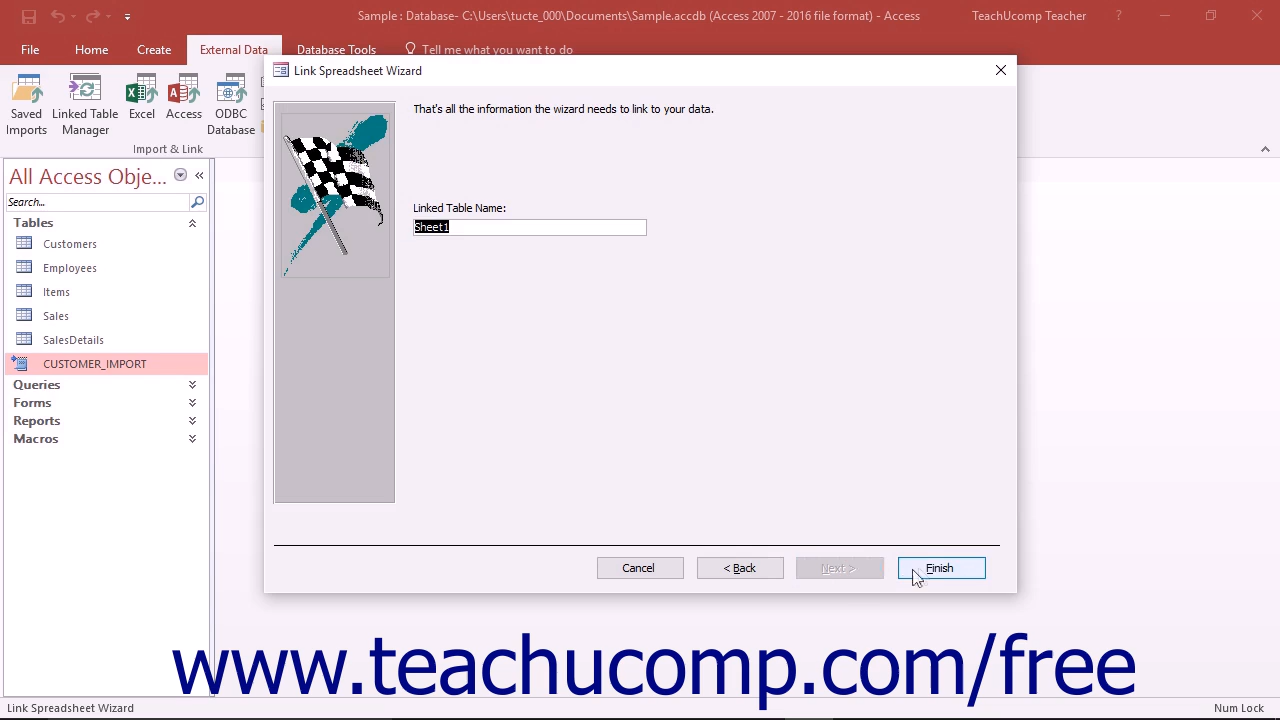 Sample : Database- C:\Users\tucte_000\Documents\Sample.accdb (Access 2007 - 2016 file format) - Access
TeachUcomp Teacher
?
File
Home
Create
External Data
Database Tools
Tell me what you want to do
Saved Imports
Linked Table Manager
Excel
Access
ODBC Database
Import & Link
Link Spreadsheet Wizard
That's all the information the wizard needs to link to your data.
Linked Table Name:
Sheet1
All Access Obje...
Search...
Tables
Customers
Employees
Items
Sales
SalesDetails
CUSTOMER_IMPORT
Queries
Forms
Reports
Macros
Cancel
< Back
Next >
Finish
www.teachucomp.com/free
Link Spreadsheet Wizard
Num Lock